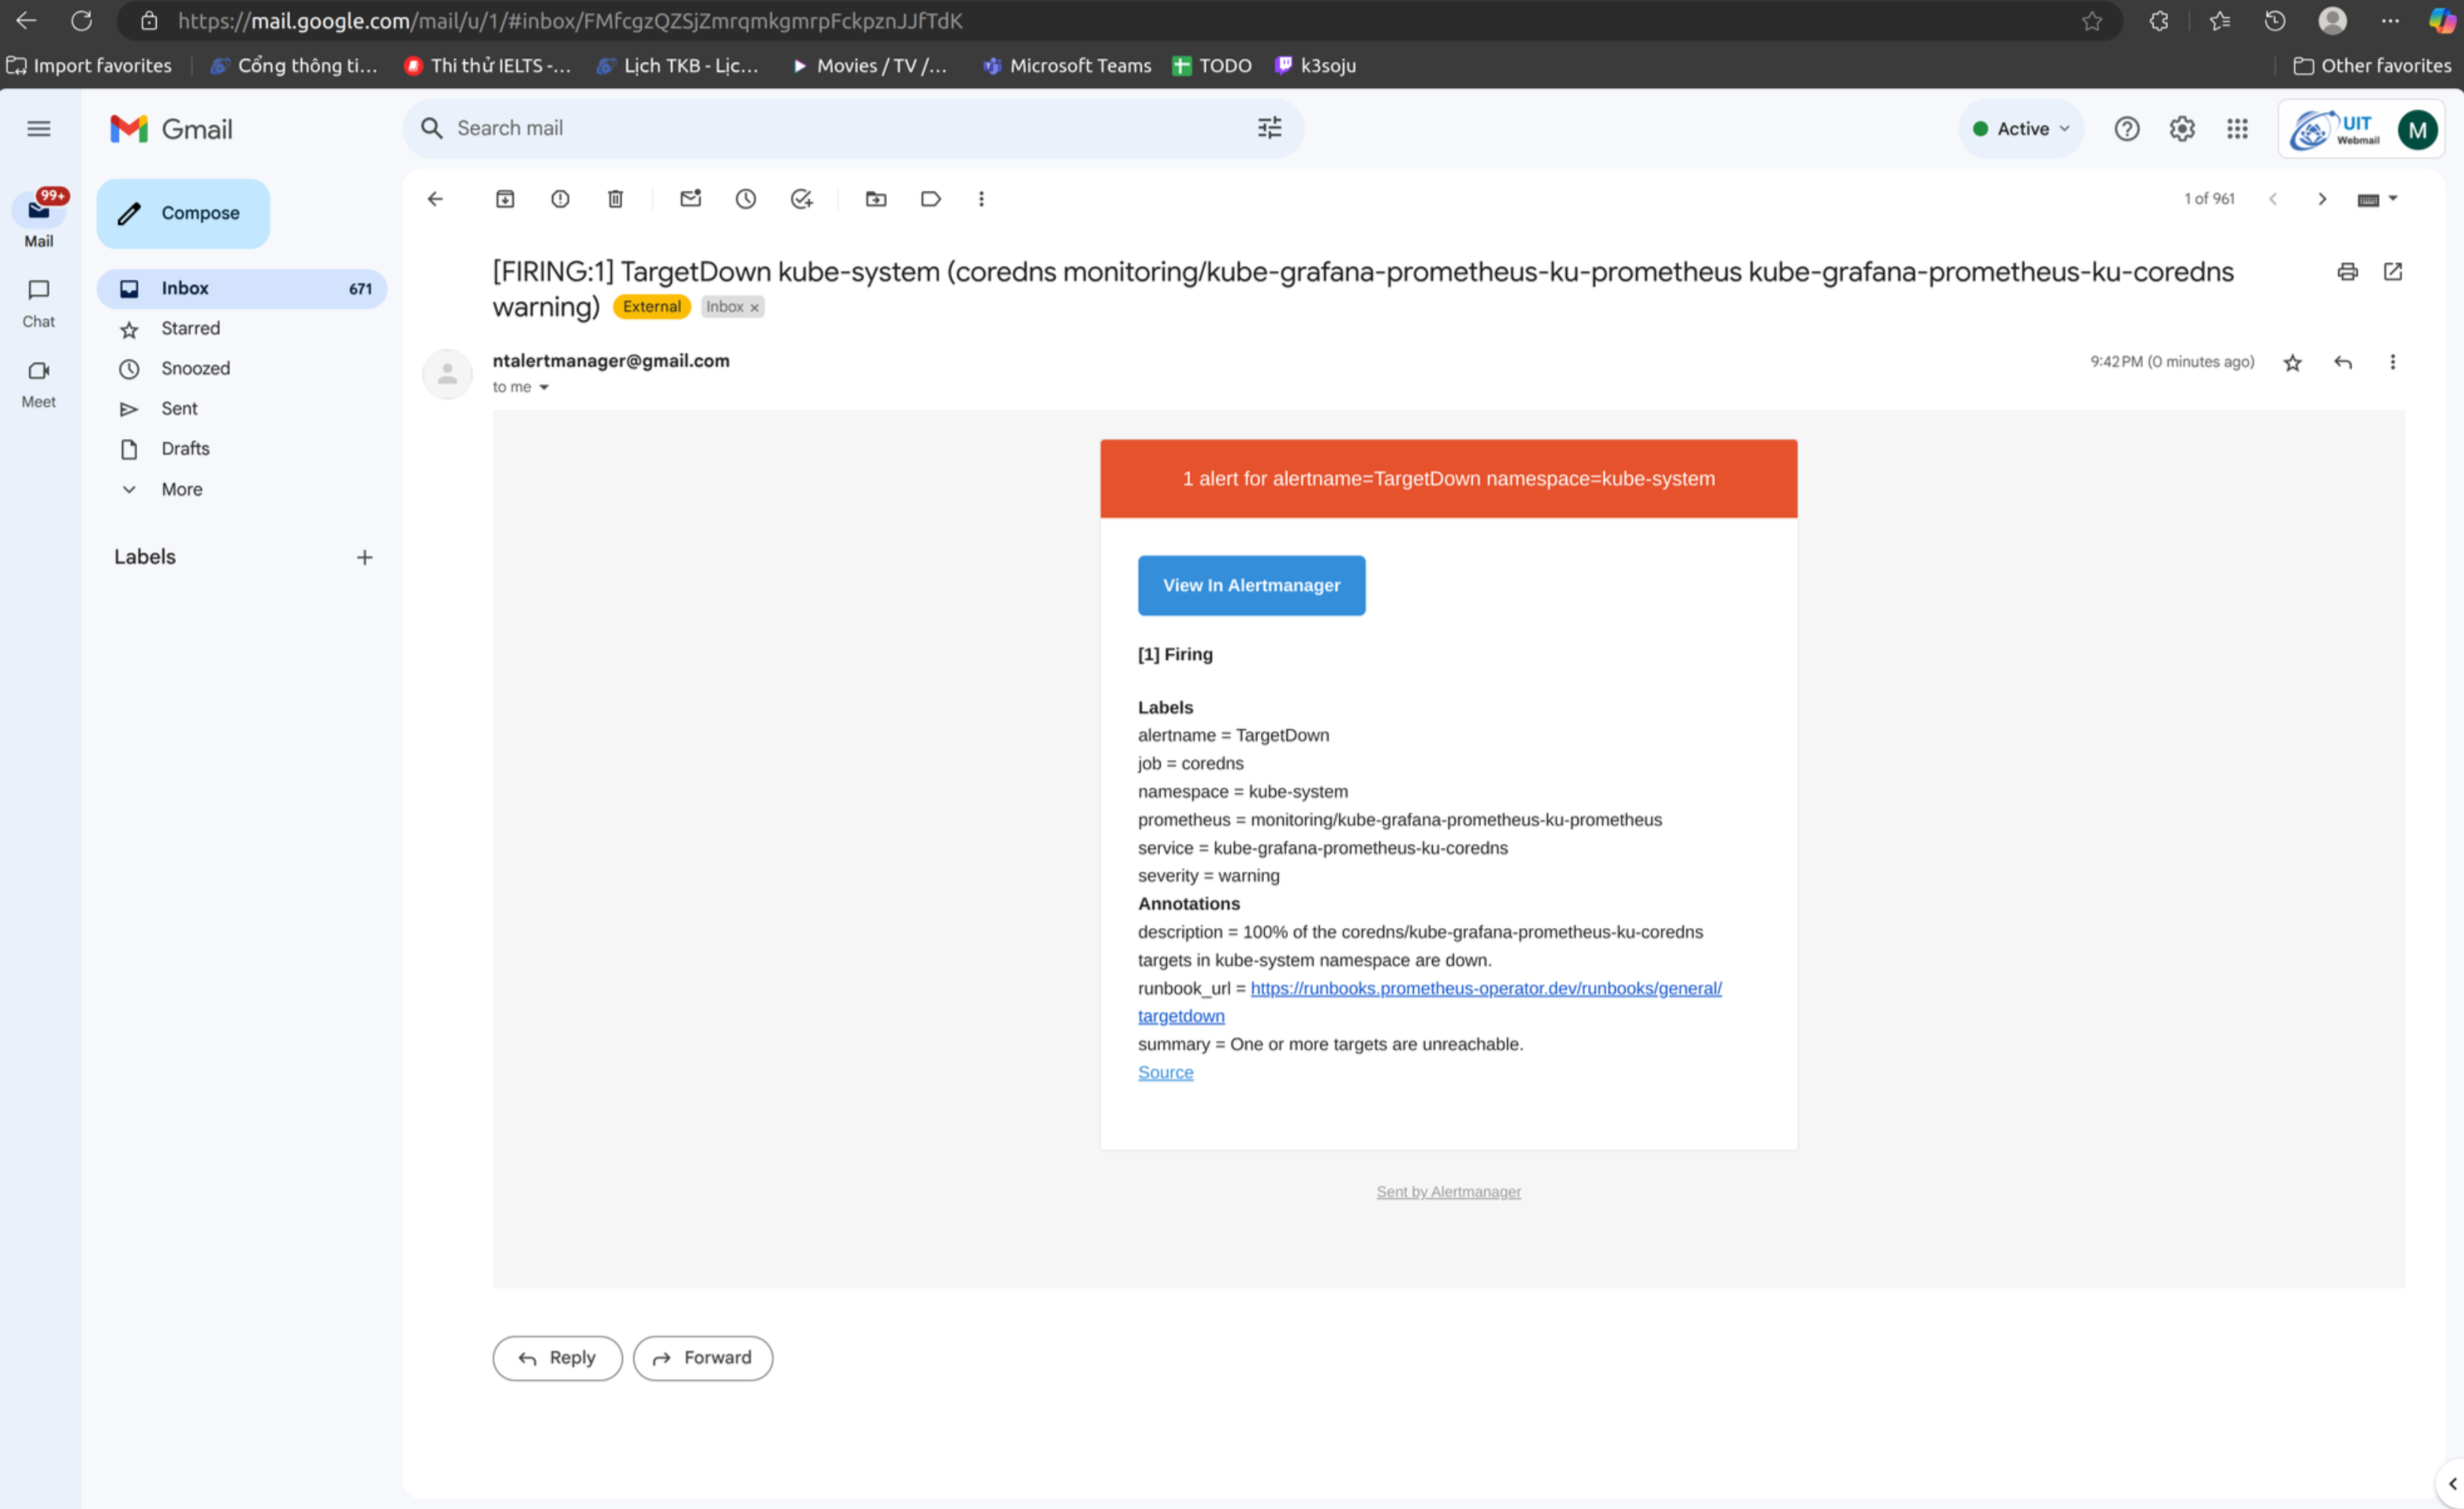 https://mail.google.com/mail/u/1/#inbox/FMfcgzQZSjZmrqmkgmrpFckpznJJfTdK
Import favorites
Cổng thông ti...
Thi thử IELTS -...
Lịch TKB - Lịc...
Movies / TV /...
Microsoft Teams
TODO
k3soju
Other favorites
Gmail
Search mail
Active
UIT
Webmail
M
99+
Mail
Chat
Meet
Compose
Inbox 671
Starred
Snoozed
Sent
Drafts
More
Labels
1 of 961
[FIRING:1] TargetDown kube-system (coredns monitoring/kube-grafana-prometheus-ku-prometheus kube-grafana-prometheus-ku-coredns
warning) External Inbox ×
ntalertmanager@gmail.com
9:42 PM (0 minutes ago)
to me
1 alert for alertname=TargetDown namespace=kube-system
View In Alertmanager
[1] Firing
Labels
alertname = TargetDown
job = coredns
namespace = kube-system
prometheus = monitoring/kube-grafana-prometheus-ku-prometheus
service = kube-grafana-prometheus-ku-coredns
severity = warning
Annotations
description = 100% of the coredns/kube-grafana-prometheus-ku-coredns
targets in kube-system namespace are down.
runbook_url = https://runbooks.prometheus-operator.dev/runbooks/general/
targetdown
summary = One or more targets are unreachable.
Source
Sent by Alertmanager
Reply
Forward